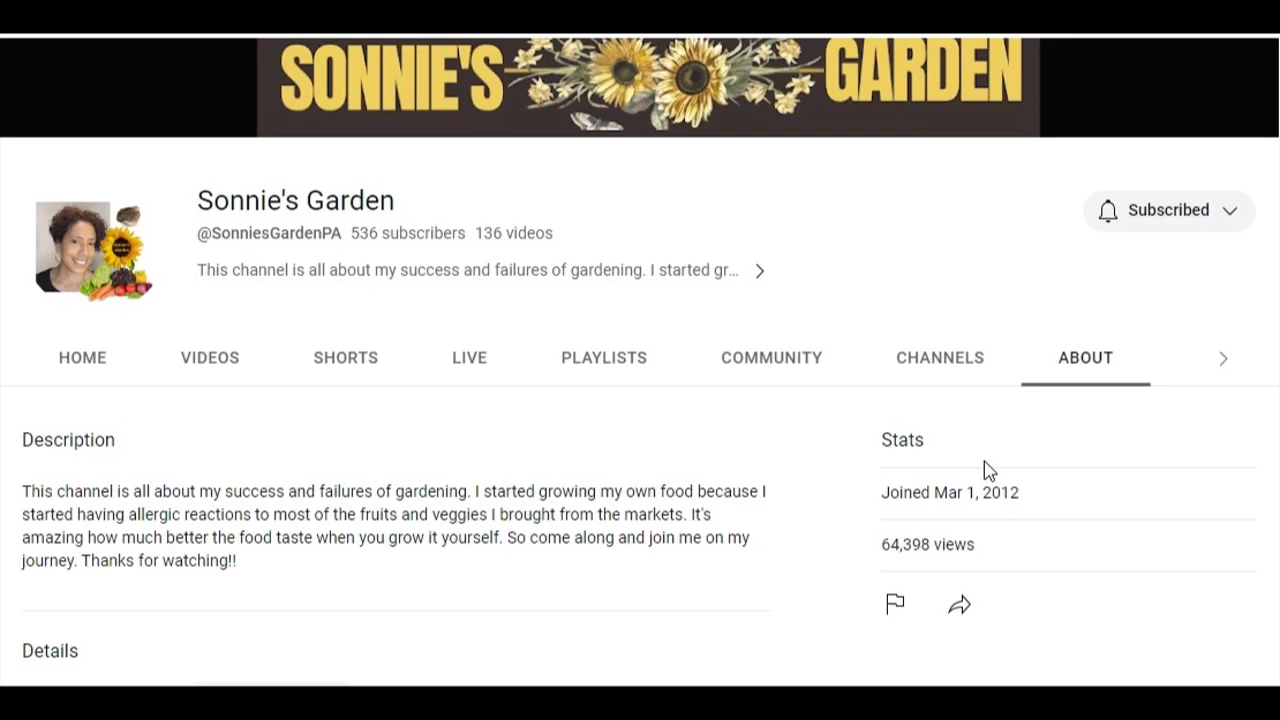 SONNIE'S GARDEN
Sonnie's Garden
@SonniesGardenPA 536 subscribers 136 videos
This channel is all about my success and failures of gardening. I started gr...
Subscribed
HOME VIDEOS SHORTS LIVE PLAYLISTS COMMUNITY CHANNELS ABOUT
Description
This channel is all about my success and failures of gardening. I started growing my own food because I
started having allergic reactions to most of the fruits and veggies I brought from the markets. It's
amazing how much better the food taste when you grow it yourself. So come along and join me on my
journey. Thanks for watching!!
Stats
Joined Mar 1, 2012
64,398 views
Details